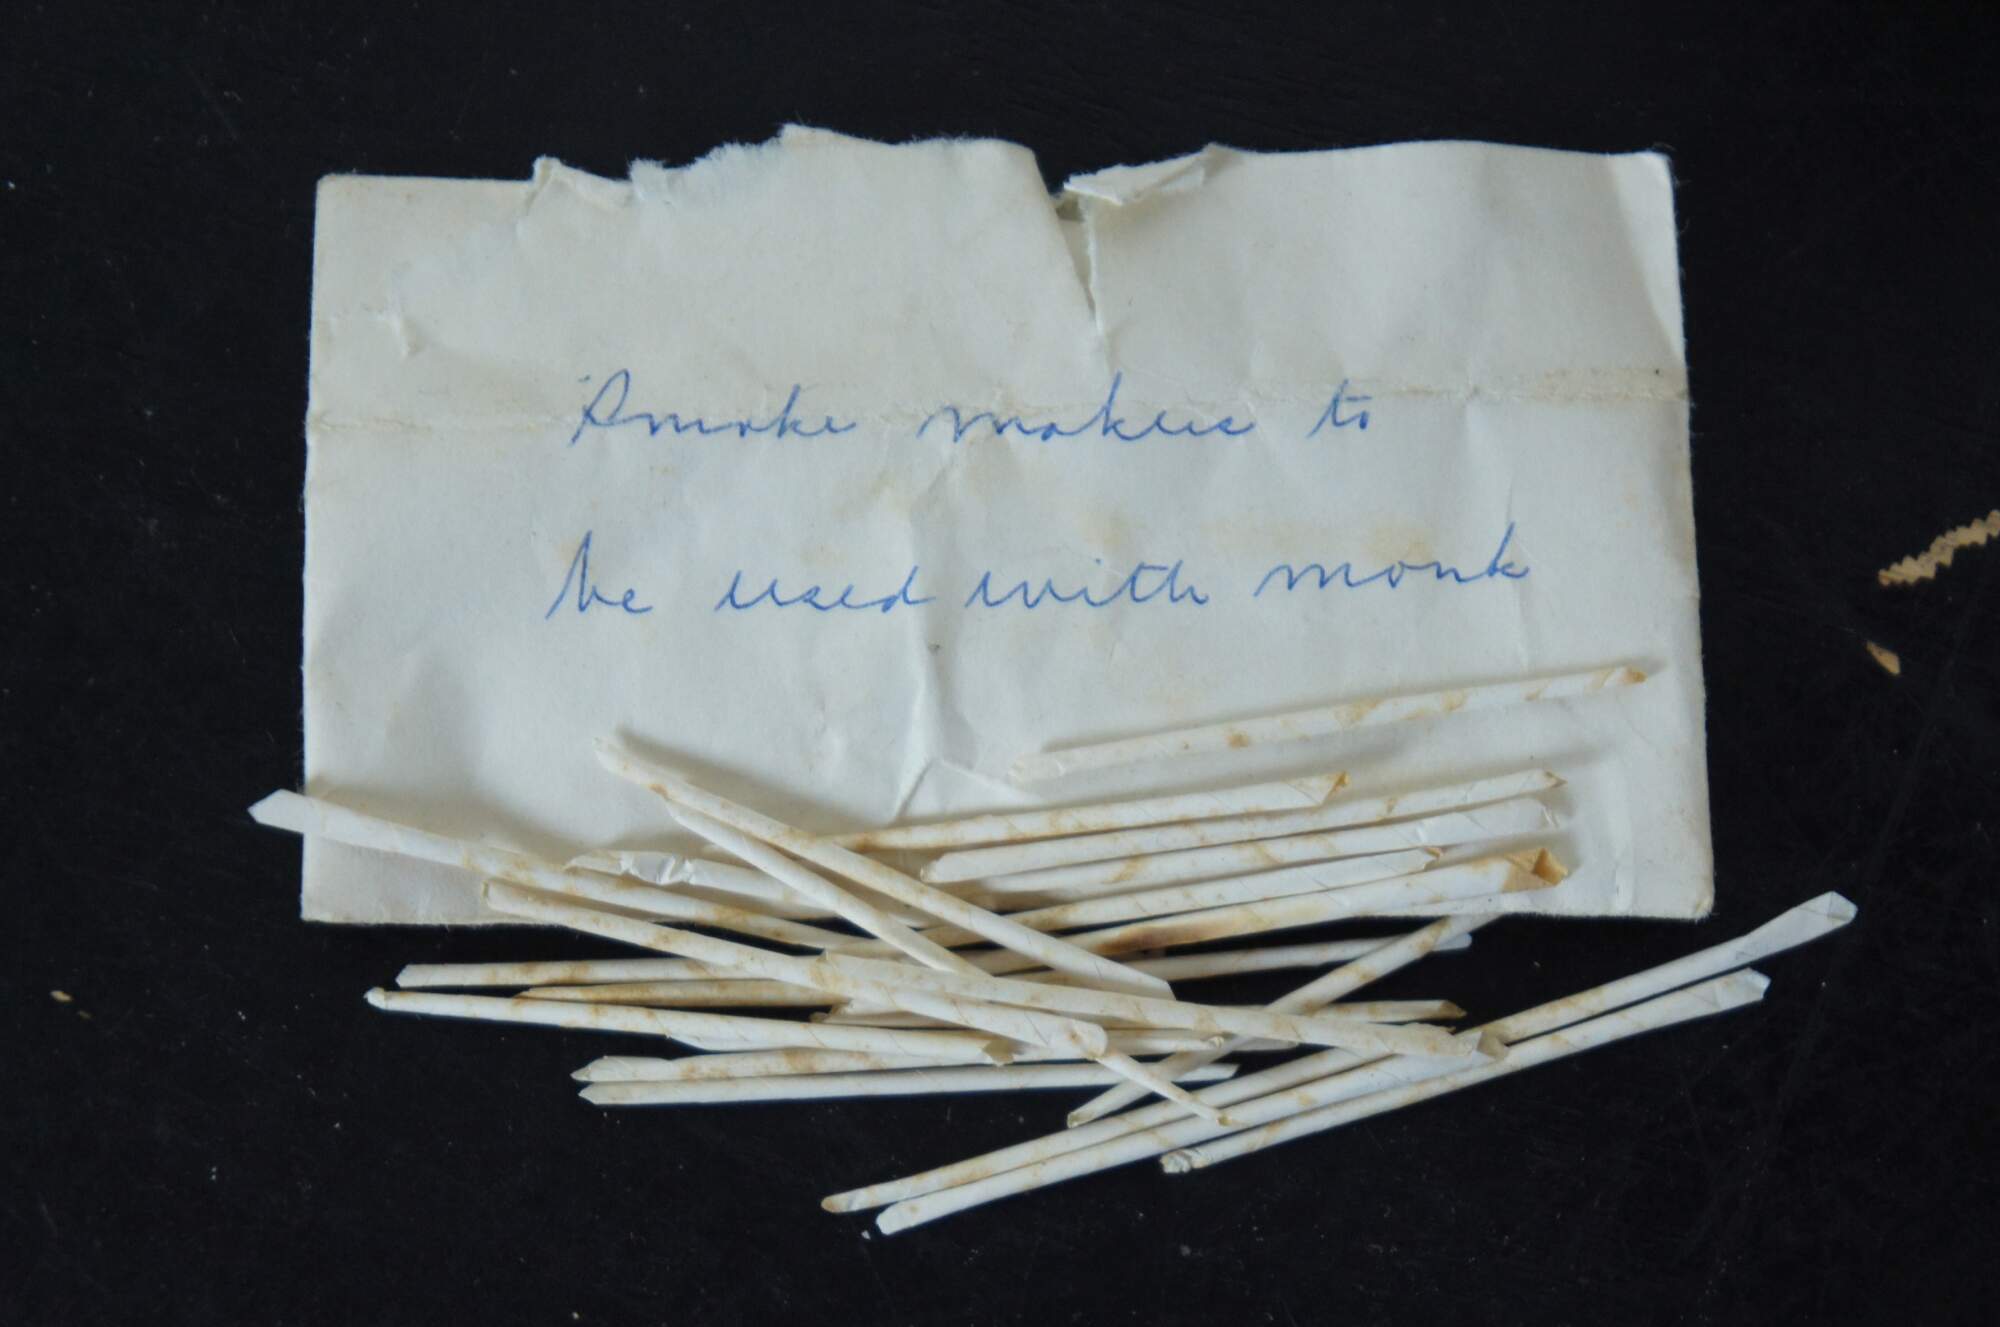 Smoke makers to
be used with monk